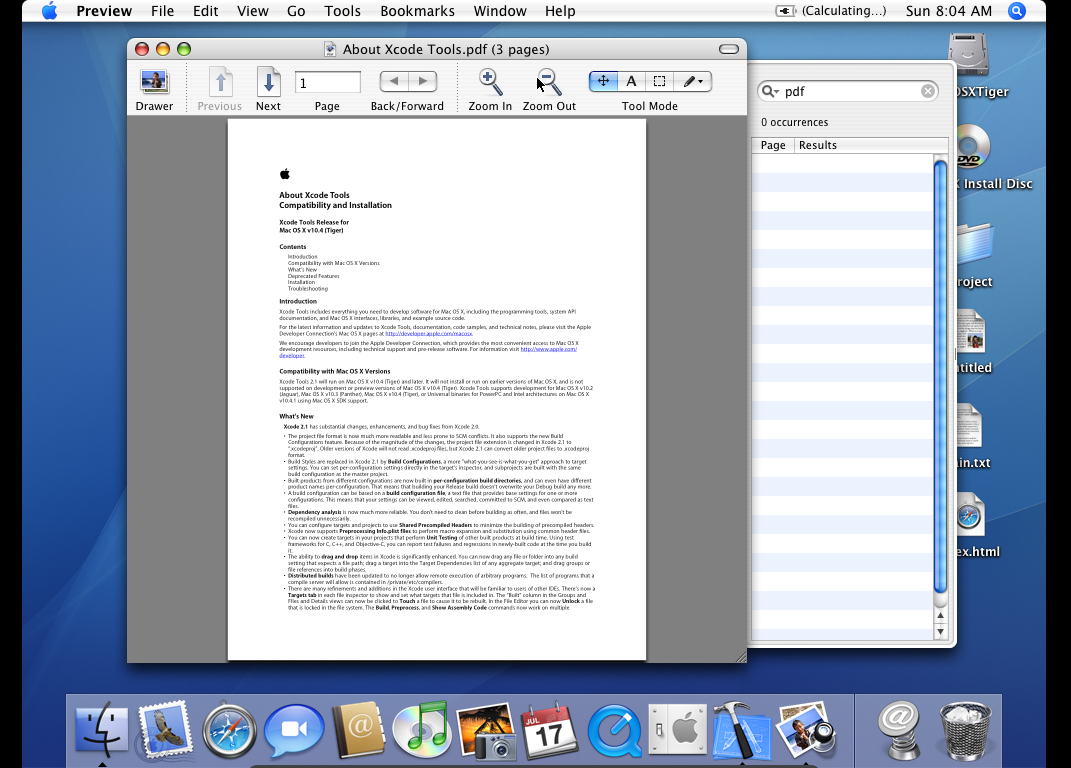 Preview File Edit View Go Tools Bookmarks Window Help (Calculating...) Sun 8:04 AM
About Xcode Tools.pdf (3 pages)
1
Drawer Previous Next Page Back/Forward Zoom In Zoom Out A Tool Mode
pdf
0 occurrences
Page Results
OSXTiger
X Install Disc
roject
ntitled
in.txt
ex.html
About Xcode Tools
Compatibility and Installation
Xcode Tools Release for
Mac OS X v10.4 (Tiger)
Contents
Introduction
Compatibility with Mac OS X Versions
What's New
Deprecated Features
Installation
Troubleshooting
Introduction
Xcode Tools includes everything you need to develop software for Mac OS X, including the programming tools, system API
documentation, and Mac OS X interfaces, libraries, and example source code.
For the latest information and updates to Xcode Tools, documentation, code samples, and technical notes, please visit the Apple
Developer Connection's Mac OS X pages at http://developer.apple.com/macosx.
We encourage developers to join the Apple Developer Connection, which provides the most convenient access to Mac OS X
development resources, including technical support and pre-release software. For information visit http://www.apple.com/
developer.
Compatibility with Mac OS X Versions
Xcode Tools 2.1 will run on Mac OS X v10.4 (Tiger) and later. It will not install or run on earlier versions of Mac OS X, and is not
supported on development or preview versions of Mac OS X v10.4 (Tiger). Xcode Tools supports development for Mac OS X v10.2
(Jaguar), Mac OS X v10.3 (Panther), Mac OS X v10.4 (Tiger), or Universal binaries for PowerPC and Intel architectures on Mac OS X
v10.4.1 using Mac OS X SDK support.
What's New
Xcode 2.1 has substantial changes, enhancements, and bug fixes from Xcode 2.0.
• The project file format is now much more readable and less prone to SCM conflicts. It also supports the new Build
Configurations feature. Because of the magnitude of the changes, the project file extension is changed in Xcode 2.1 to
".xcodeproj". Older versions of Xcode will not read .xcodeproj files, but Xcode 2.1 can convert older project files to .xcodeproj
format.
• Build Styles are replaced in Xcode 2.1 by Build Configurations, a more "what-you-see-is-what-you-get" approach to target
settings. You can set per-configuration settings directly in the target's inspector, and subprojects are built with the same
build configuration as the master project.
• Built products from different configurations are now built in per-configuration build directories, and can even have different
product names per-configuration. That means that building your Release build doesn't overwrite your Debug build any more.
• A build configuration can be based on a build configuration file, a text file that provides base settings for one or more
configurations. This means that your settings can be viewed, edited, searched, committed to SCM, and even compared as text
files.
• Dependency analysis is now much more reliable. You don't need to clean before building as often, and files won't be
recompiled unnecessarily.
• You can configure targets and projects to use Shared Precompiled Headers to minimize the building of precompiled headers.
• Xcode now supports Preprocessing Info.plist files to perform macro expansion and substitution using common header files.
• You can now create targets in your projects that perform Unit Testing of other built products at build time. Using test
frameworks for C, C++, and Objective-C, you can report test failures and regressions in newly-built code at the time you build
it.
• The ability to drag and drop items in Xcode is significantly enhanced. You can now drag any file or folder into any build
setting that expects a file path; drag a target into the Target Dependencies list of any aggregate target; and drag groups or
file references into build phases.
• Distributed builds have been updated to no longer allow remote execution of arbitrary programs. The list of programs that a
compile server will allow is contained in /private/etc/compilers.
• There are many refinements and additions in the Xcode user interface that will be familiar to users of other IDEs. There's now a
Targets tab in each file inspector to show and set what targets that file is included in. The "Built" column in the Groups and
Files and Details views can now be clicked to Touch a file to cause it to be rebuilt. In the File Editor you can now Unlock a file
that is locked in the file system. The Build, Preprocess, and Show Assembly Code commands now work on multiple
JUL
17